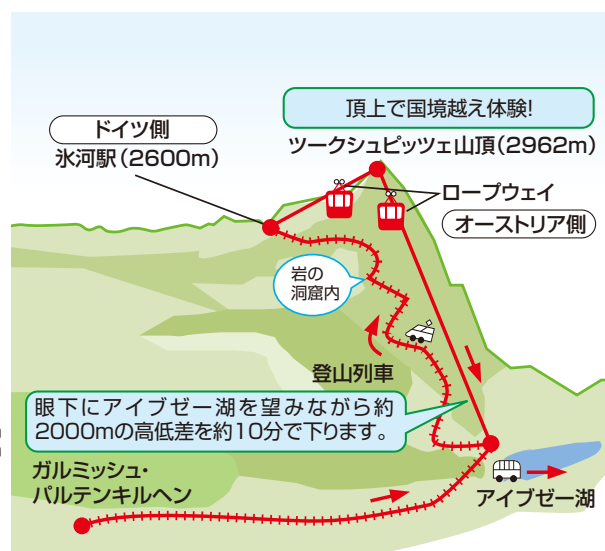 頂上で国境越え体験!
ドイツ側
氷河駅(2600m)
ツークシュピッツェ山頂(2962m)
ロープウェイ
オーストリア側
岩の
洞窟内
登山列車
眼下にアイブゼー湖を望みながら約
2000mの高低差を約10分で下ります。
ガルミッシュ・
パルテンキルヘン
アイブゼー湖